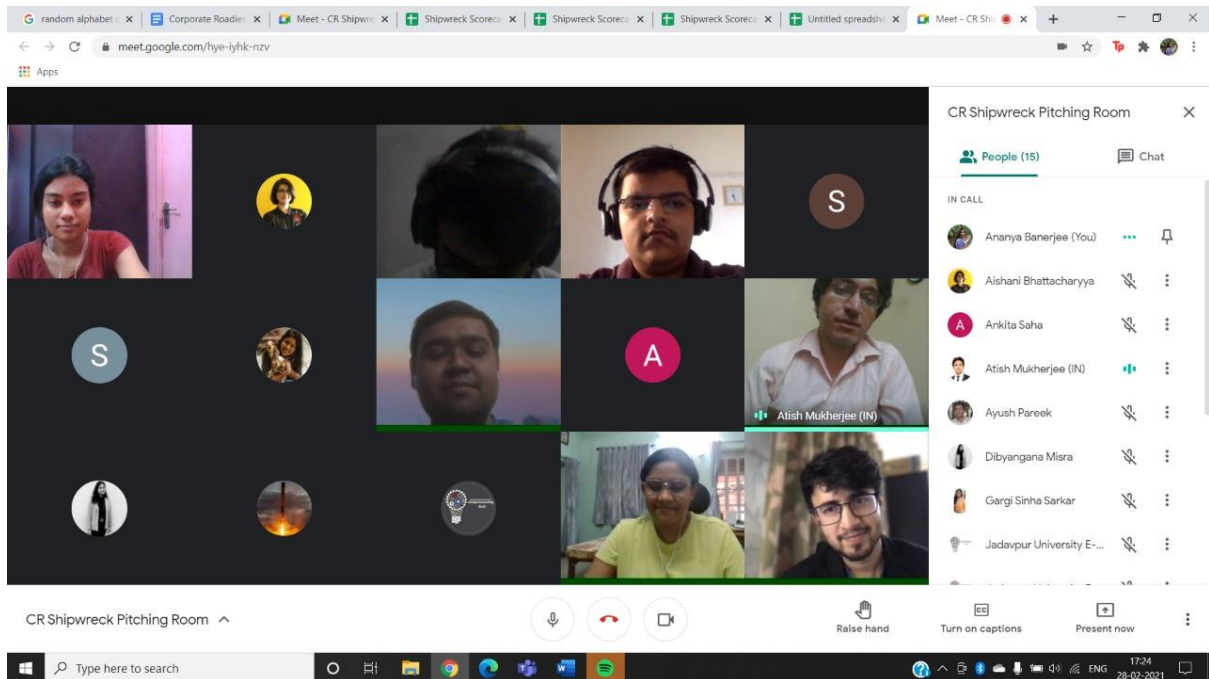 random alphabet
Corporate Roadies
Meet - CR Shipwre
Shipwreck Scoreca
Shipwreck Scoreca
Shipwreck Scoreca
Untitled spreadshe
Meet - CR Shi
meet.google.com/hye-iyhk-nzv
Apps
CR Shipwreck Pitching Room
People (15)
Chat
IN CALL
Ananya Banerjee (You)
Aishani Bhattacharyya
A
Ankita Saha
Atish Mukherjee (IN)
Ayush Pareek
Dibyangana Misra
Gargi Sinha Sarkar
Jadavpur University E-...
S
S
A
Atish Mukherjee (IN)
CR Shipwreck Pitching Room
Raise hand
Turn on captions
Present now
Type here to search
ENG
17:24
28-02-2021